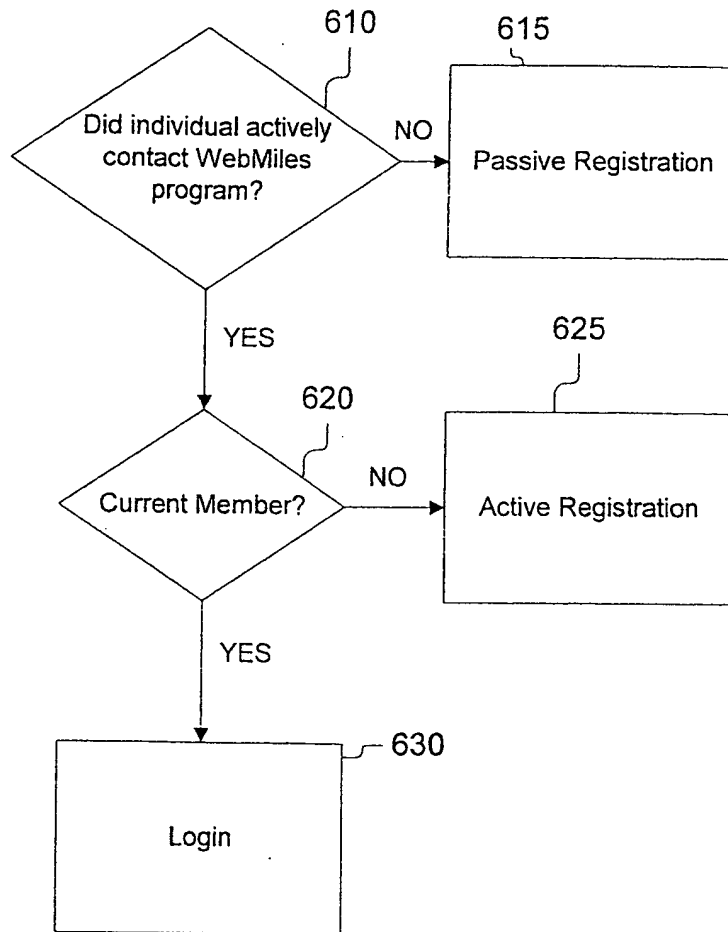 610
615
Did individual actively
contact WebMiles
program?
NO
Passive Registration
YES
625
620
Current Member?
NO
Active Registration
YES
630
Login